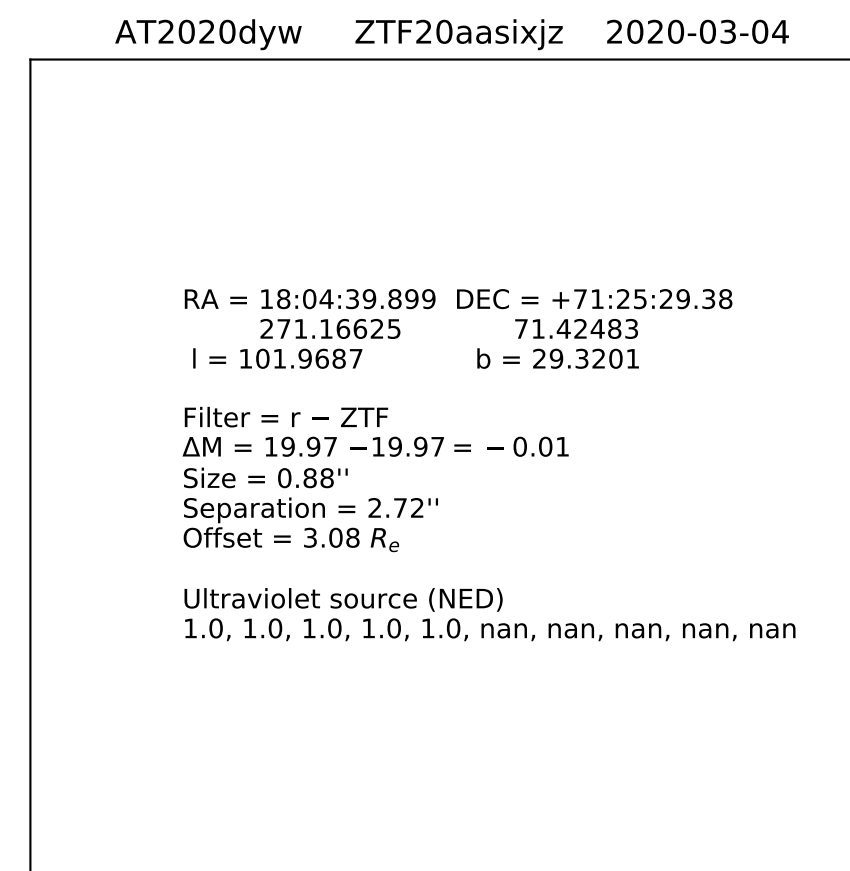 AT2020dyw ZTF20aasixjz 2020-03-04
RA = 18:04:39.899 DEC = +71:25:29.38
271.16625 71.42483
l = 101.9687 b = 29.3201
Filter = r − ZTF
ΔM = 19.97 −19.97 = − 0.01
Size = 0.88''
Separation = 2.72''
Offset = 3.08 Re
Ultraviolet source (NED)
1.0, 1.0, 1.0, 1.0, 1.0, nan, nan, nan, nan, nan